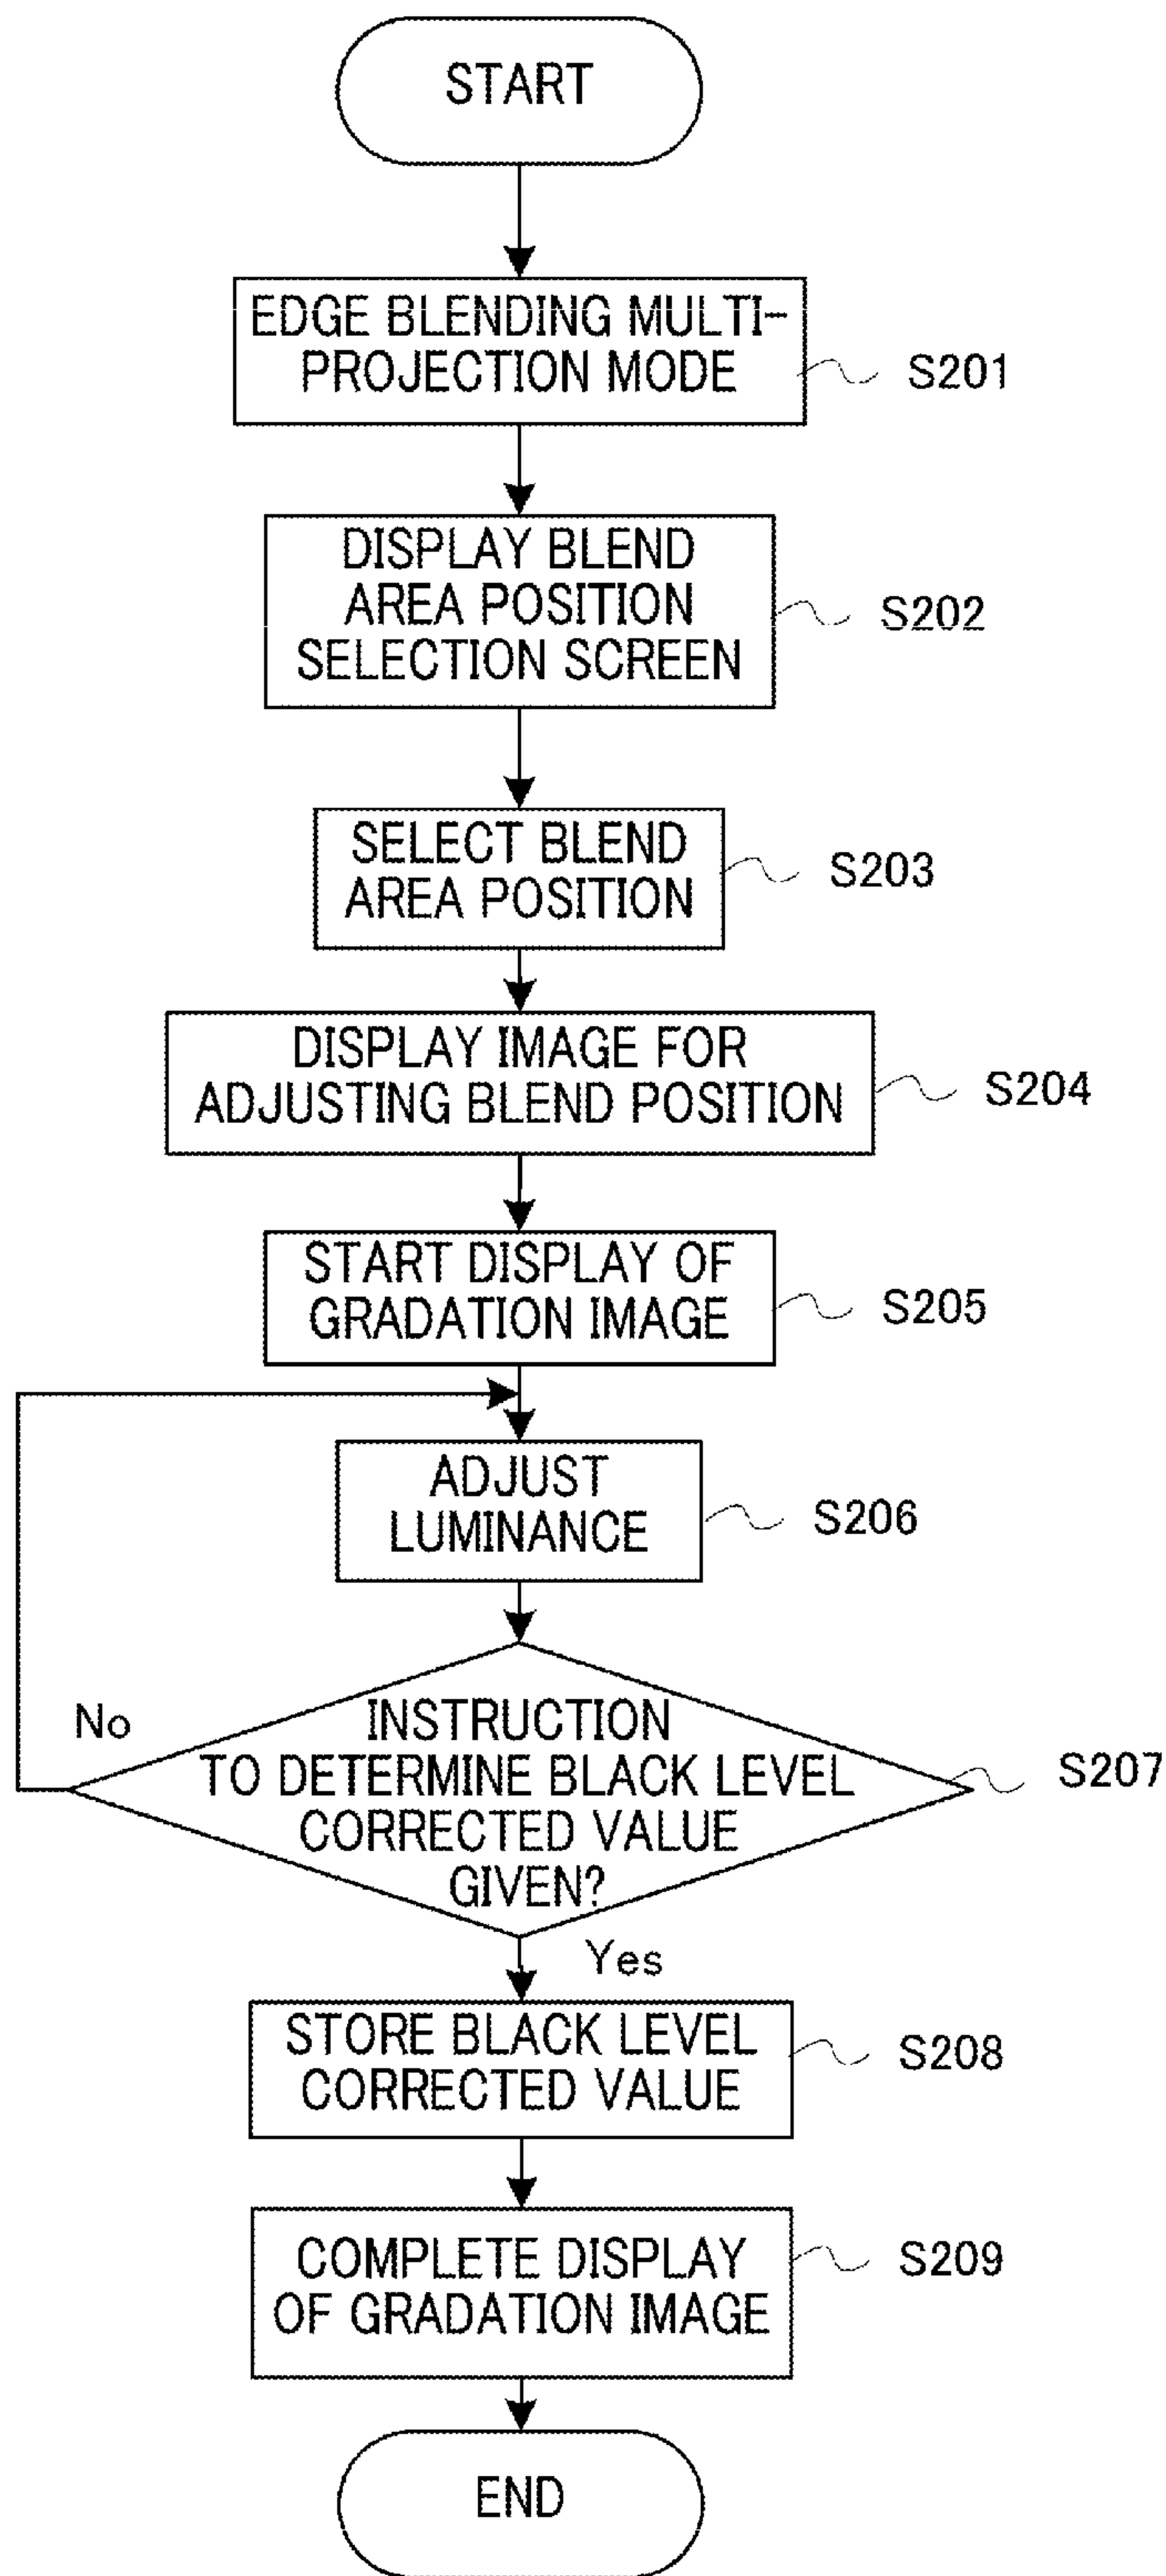 START
EDGE BLENDING MULTI-
PROJECTION MODE
S201
DISPLAY BLEND
AREA POSITION
SELECTION SCREEN
S202
SELECT BLEND
AREA POSITION
S203
DISPLAY IMAGE FOR
ADJUSTING BLEND POSITION
S204
START DISPLAY OF
GRADATION IMAGE
S205
ADJUST
LUMINANCE
S206
No
INSTRUCTION
TO DETERMINE BLACK LEVEL
CORRECTED VALUE
GIVEN?
S207
Yes
STORE BLACK LEVEL
CORRECTED VALUE
S208
COMPLETE DISPLAY
OF GRADATION IMAGE
S209
END